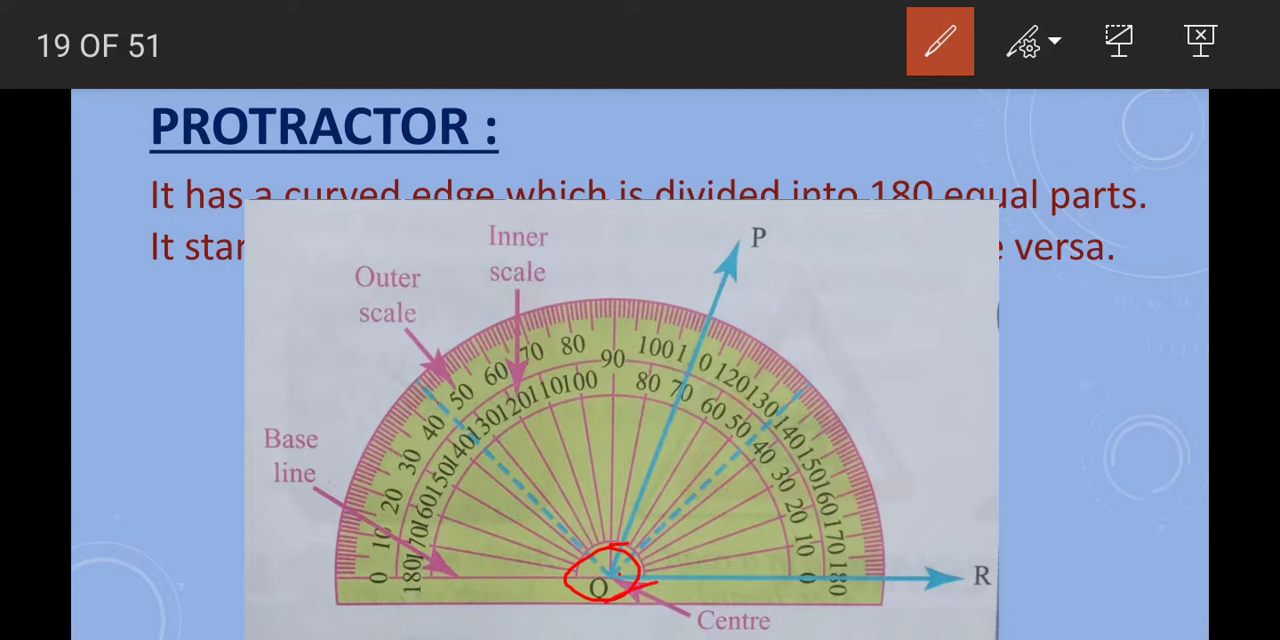 19 OF 51
PROTRACTOR :
It has a curved edge which is divided into 180 equal parts.
It star
versa.
Inner
scale
Outer
scale
P
Base
line
0 10 20 30 40 50 60 70 80 90 100 110 120 130 140 150 160 170 180
180 170 160 150 140 130 120 110 100 80 70 60 50 40 30 20 10 0
Q
R
Centre